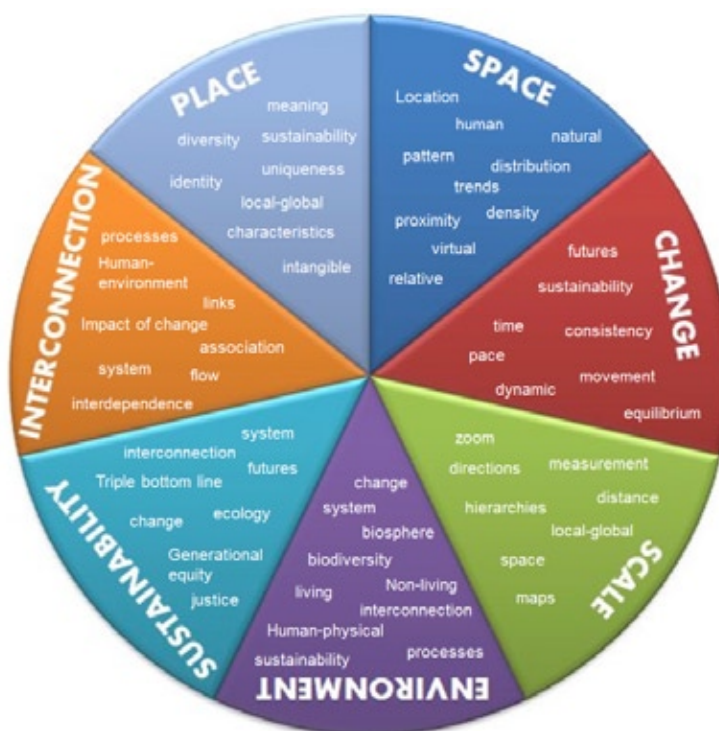 PLACE
meaning
diversity
sustainability
uniqueness
identity
local-global
characteristics
intangible
SPACE
Location
human
natural
pattern
distribution
trends
proximity
density
virtual
relative
CHANGE
futures
sustainability
time
consistency
pace
movement
dynamic
equilibrium
SCALE
zoom
directions
measurement
hierarchies
distance
local-global
space
maps
ENVIRONMENT
change
system
biosphere
biodiversity
living
Non-living
interconnection
Human-physical
sustainability
processes
SUSTAINABILITY
system
interconnection
futures
Triple bottom line
change
ecology
Generational
equity
justice
INTERCONNECTION
processes
Human-
environment
links
Impact of change
association
system
flow
interdependence